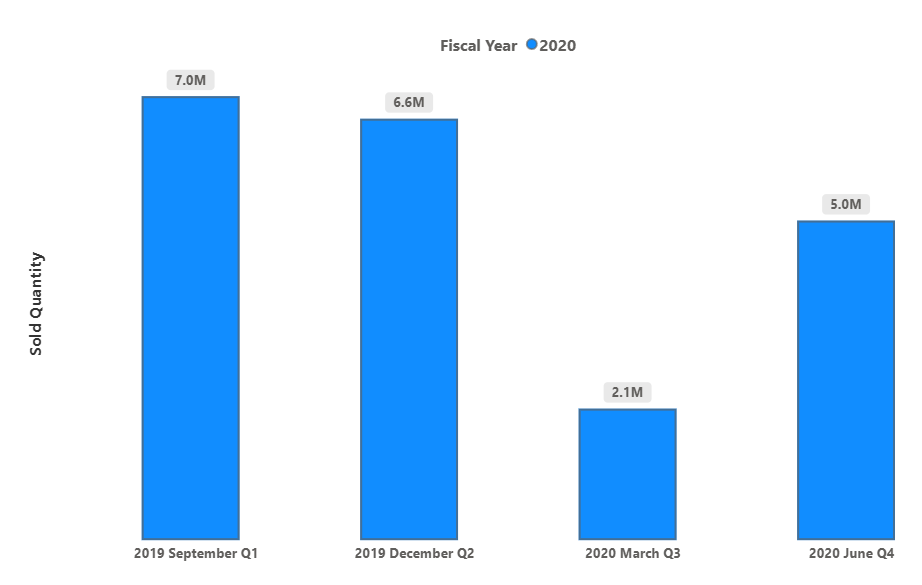 Fiscal Year 2020
7.0M
6.6M
5.0M
2.1M
Sold Quantity
2019 September Q1
2019 December Q2
2020 March Q3
2020 June Q4